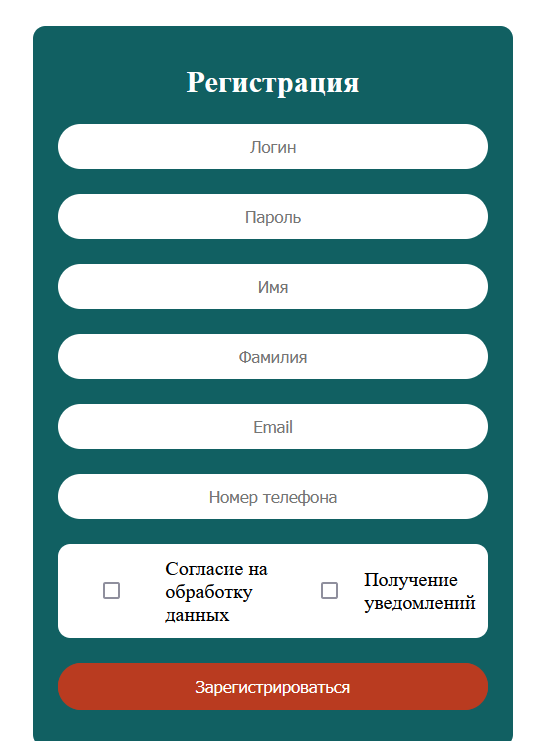 Регистрация
Логин
Пароль
Имя
Фамилия
Email
Номер телефона
Согласие на
обработку
данных
Получение
уведомлений
Зарегистрироваться